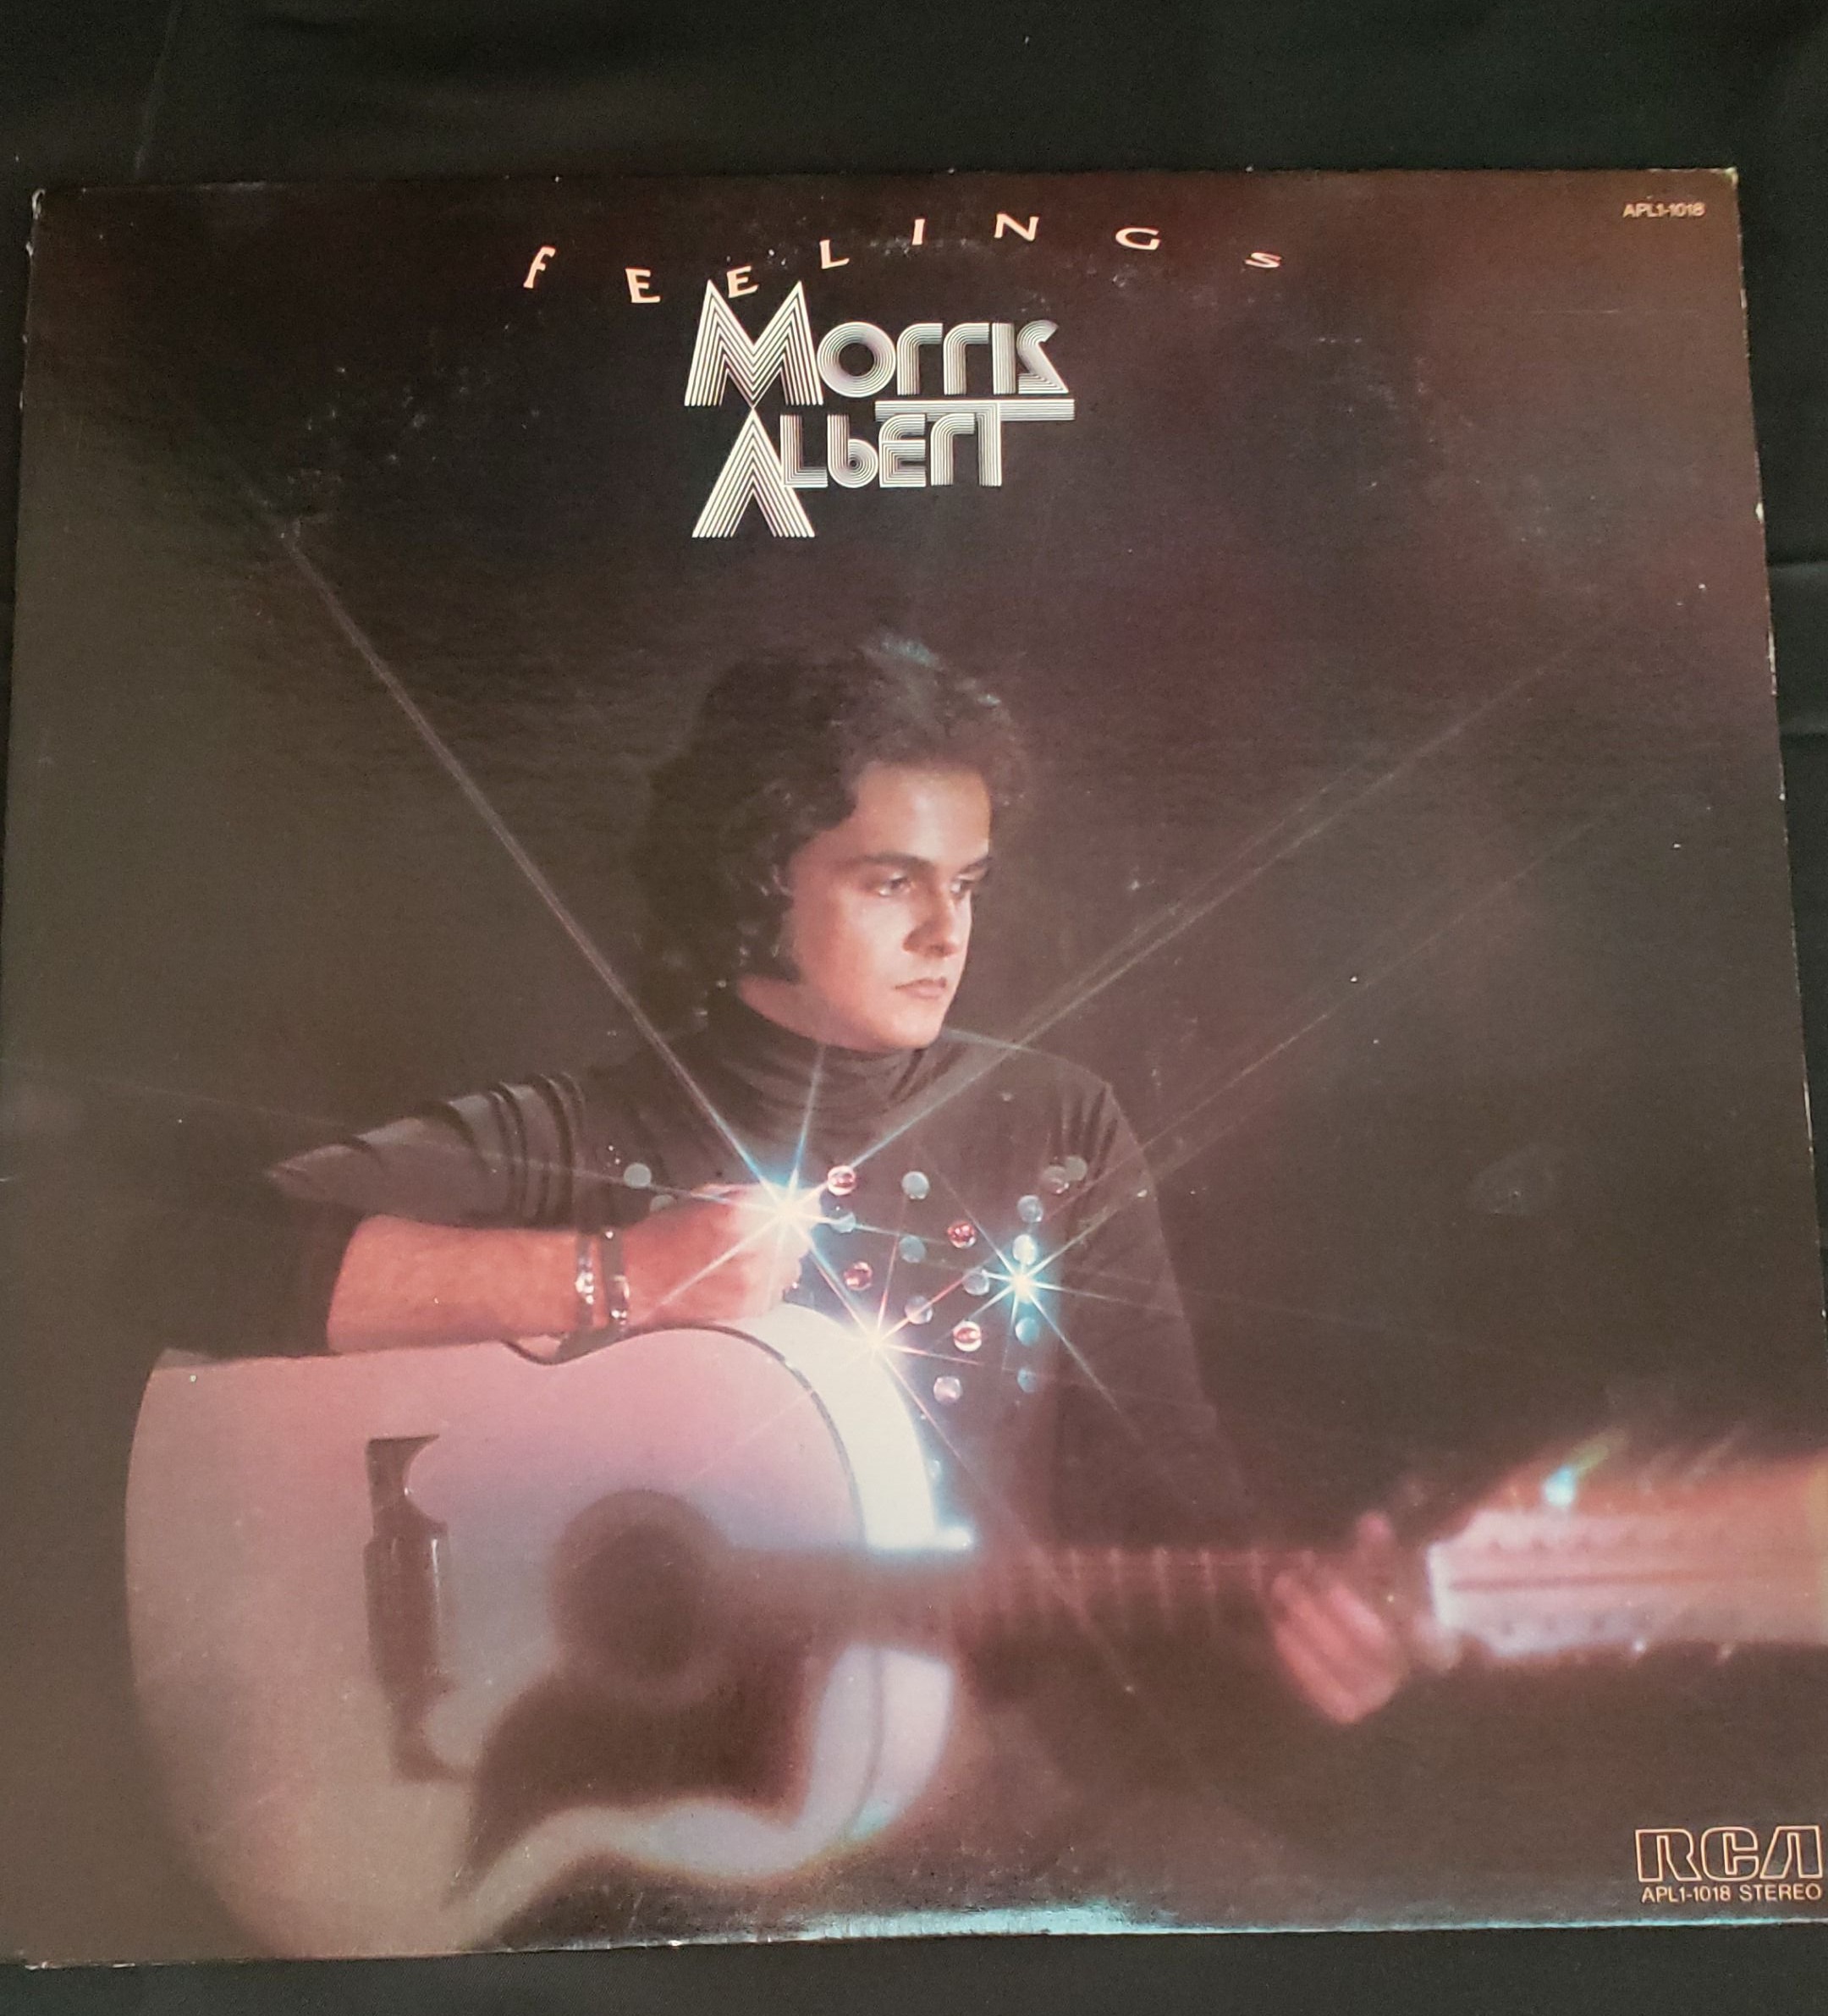 FEELINGS
APL1-1018
Morris
Albert
RCA
APL1-1018 STEREO